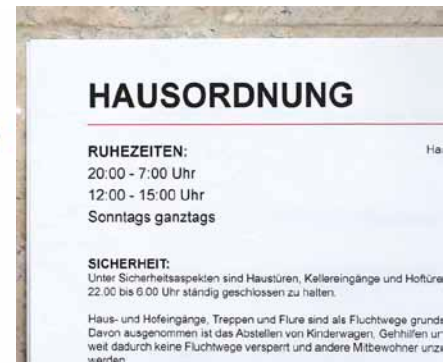 HAUSORDNUNG
RUHEZEITEN:
20:00 - 7:00 Uhr
12:00 - 15:00 Uhr
Sonntags ganztags
SICHERHEIT:
Unter Sicherheitsaspekten sind Haustüren, Kellereingänge und Hoftüre
22.00 bis 6.00 Uhr ständig geschlossen zu halten.
Haus- und Hofeingänge, Treppen und Flure sind als Fluchtwege grunds
Davon ausgenommen ist das Abstellen von Kinderwagen, Gehhilfen un
weit dadurch keine Fluchtwege versperrt und andere Mitbewohner unze
werden